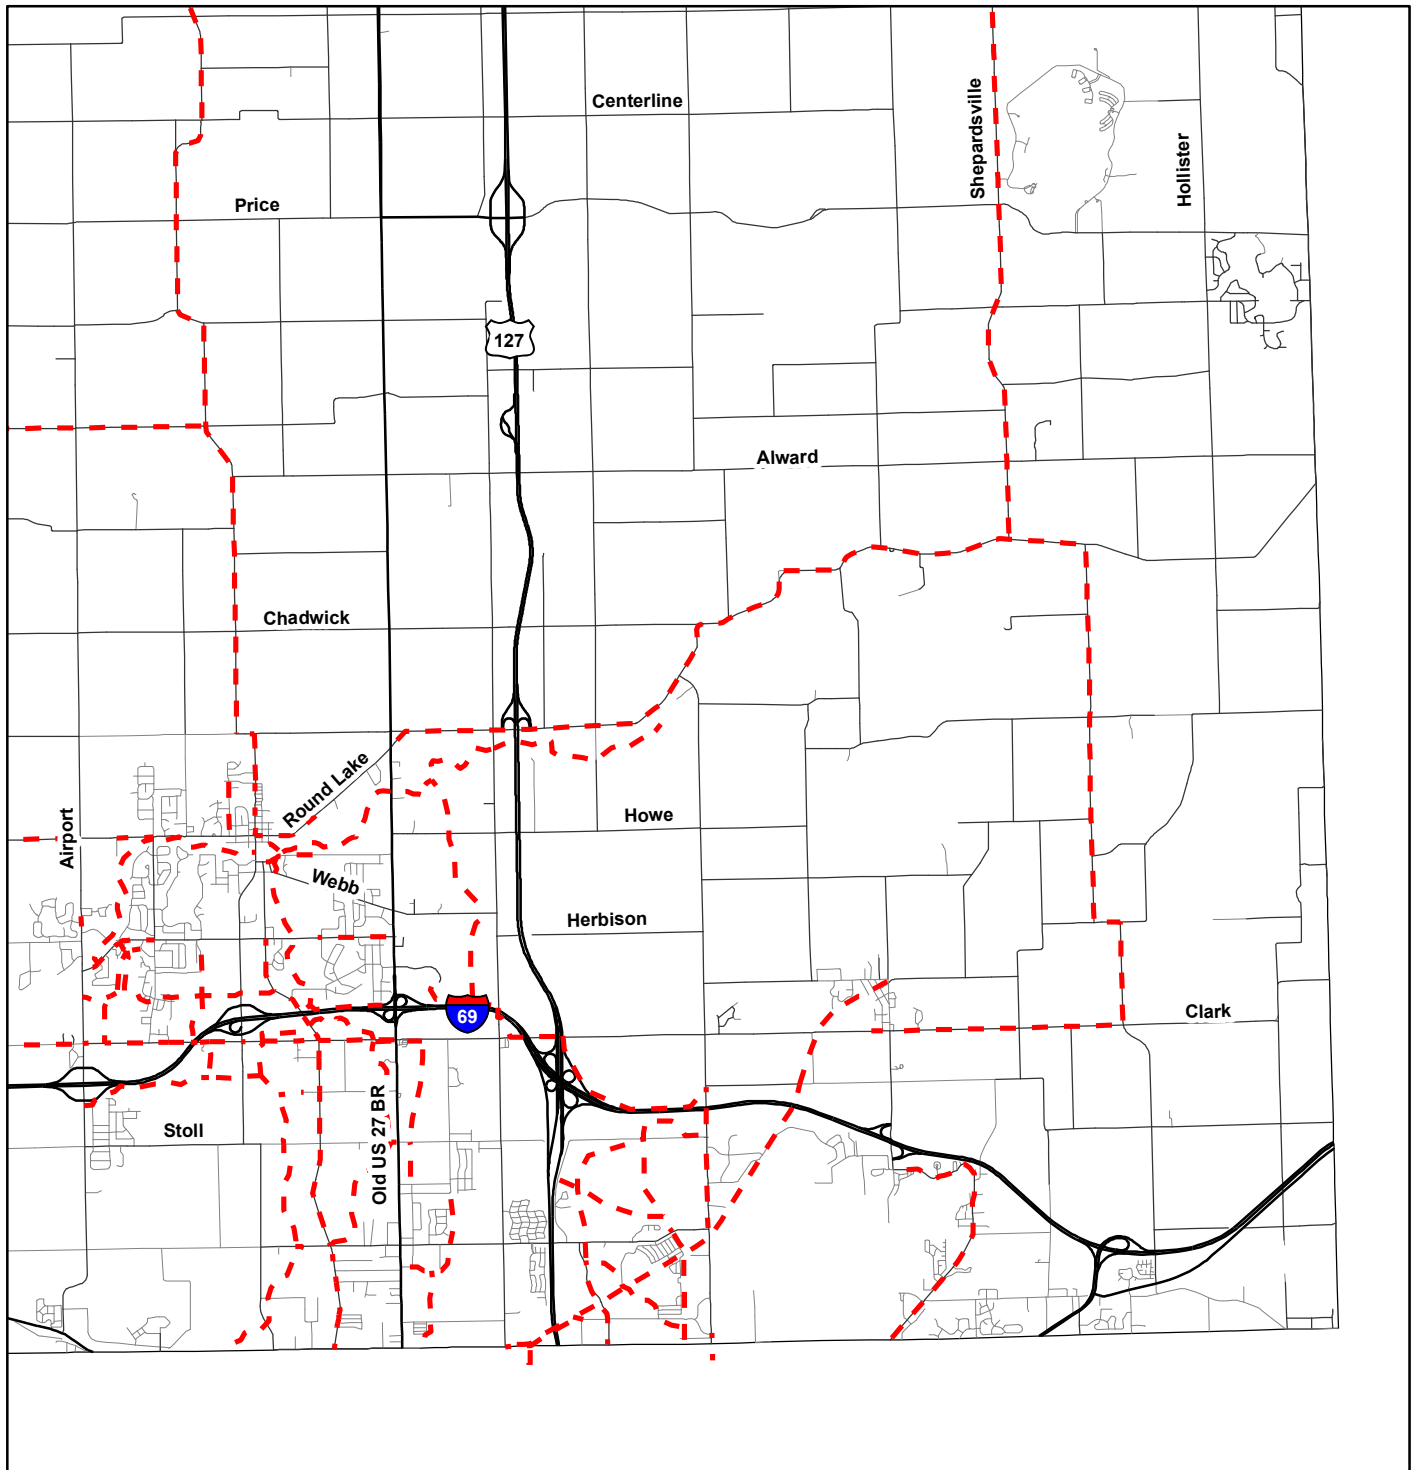 Centerline
Shepardsville
Hollister
Price
127
Alward
Chadwick
Round Lake
Airport
Howe
Webb
Herbison
69
Clark
Stoll
Old US 27 BR